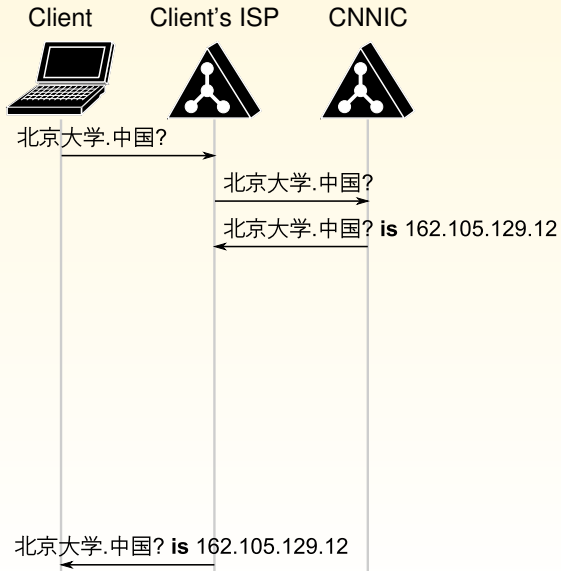 Client
Client's ISP
CNNIC
北京大学.中国?
北京大学.中国?
北京大学.中国? is 162.105.129.12
北京大学.中国? is 162.105.129.12